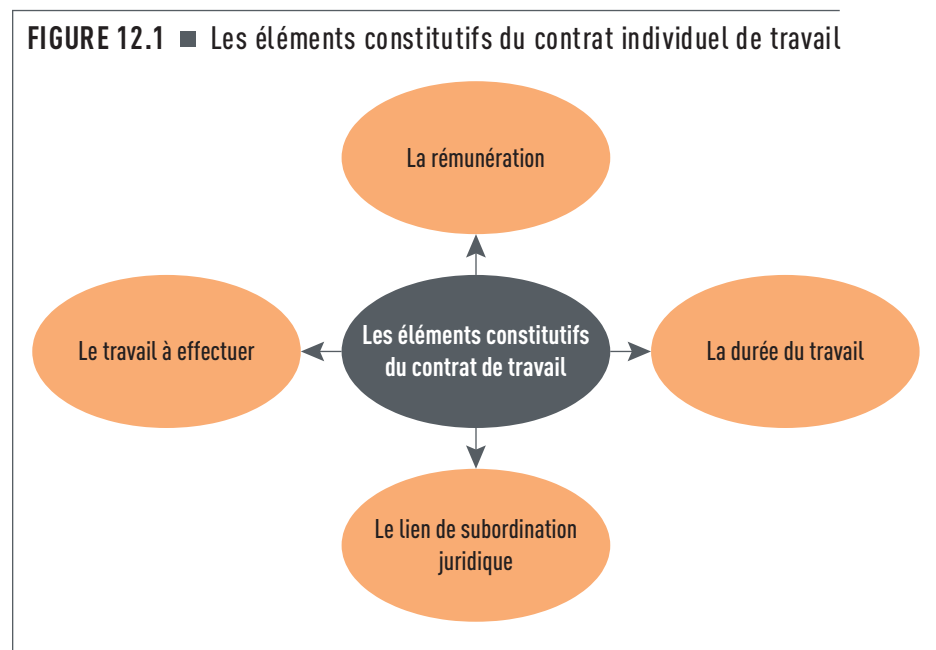 FIGURE 12.1 ■ Les éléments constitutifs du contrat individuel de travail
La rémunération
Le travail à effectuer
Les éléments constitutifs
du contrat de travail
La durée du travail
Le lien de subordination
juridique